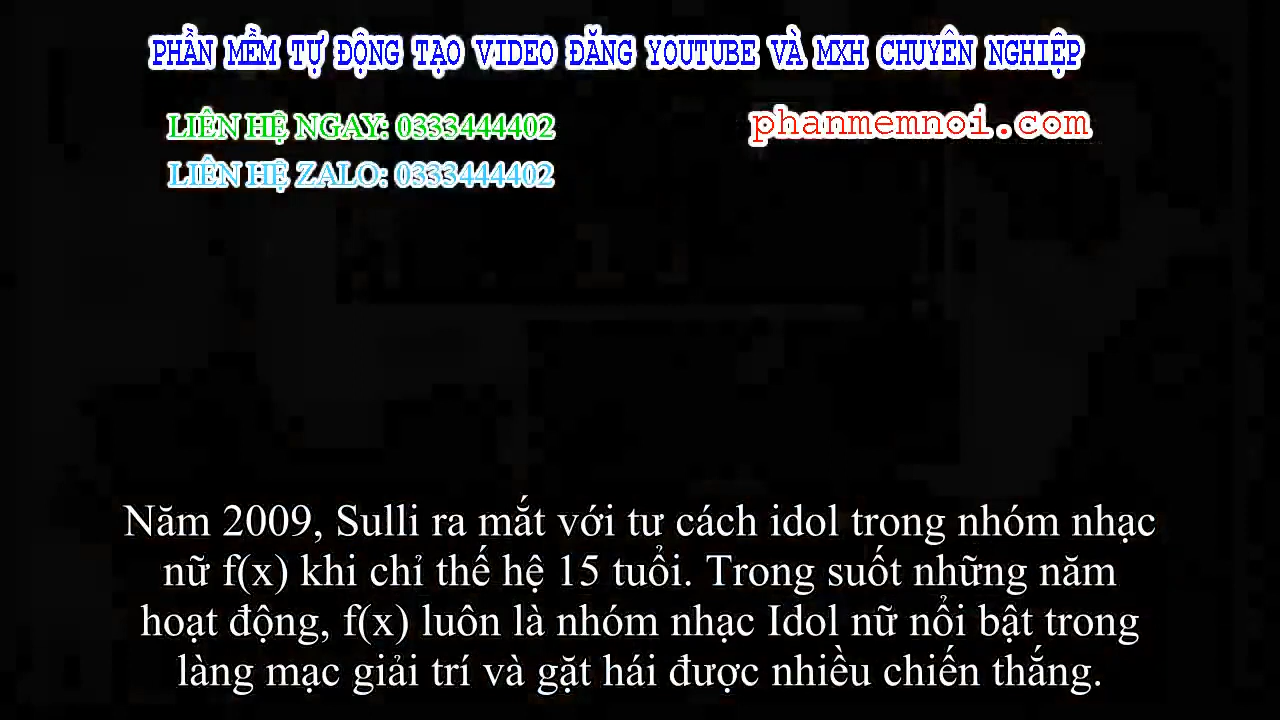 PHẦN MỀM TỰ ĐỘNG TẠO VIDEO ĐĂNG YOUTUBE VÀ MXH CHUYÊN NGHIỆP
LIÊN HỆ NGAY: 0333444402
phanmemnoi.com
LIÊN HỆ ZALO: 0333444402
Năm 2009, Sulli ra mắt với tư cách idol trong nhóm nhạc
nữ f(x) khi chỉ thế hệ 15 tuổi. Trong suốt những năm
hoạt động, f(x) luôn là nhóm nhạc Idol nữ nổi bật trong
làng mạc giải trí và gặt hái được nhiều chiến thắng.